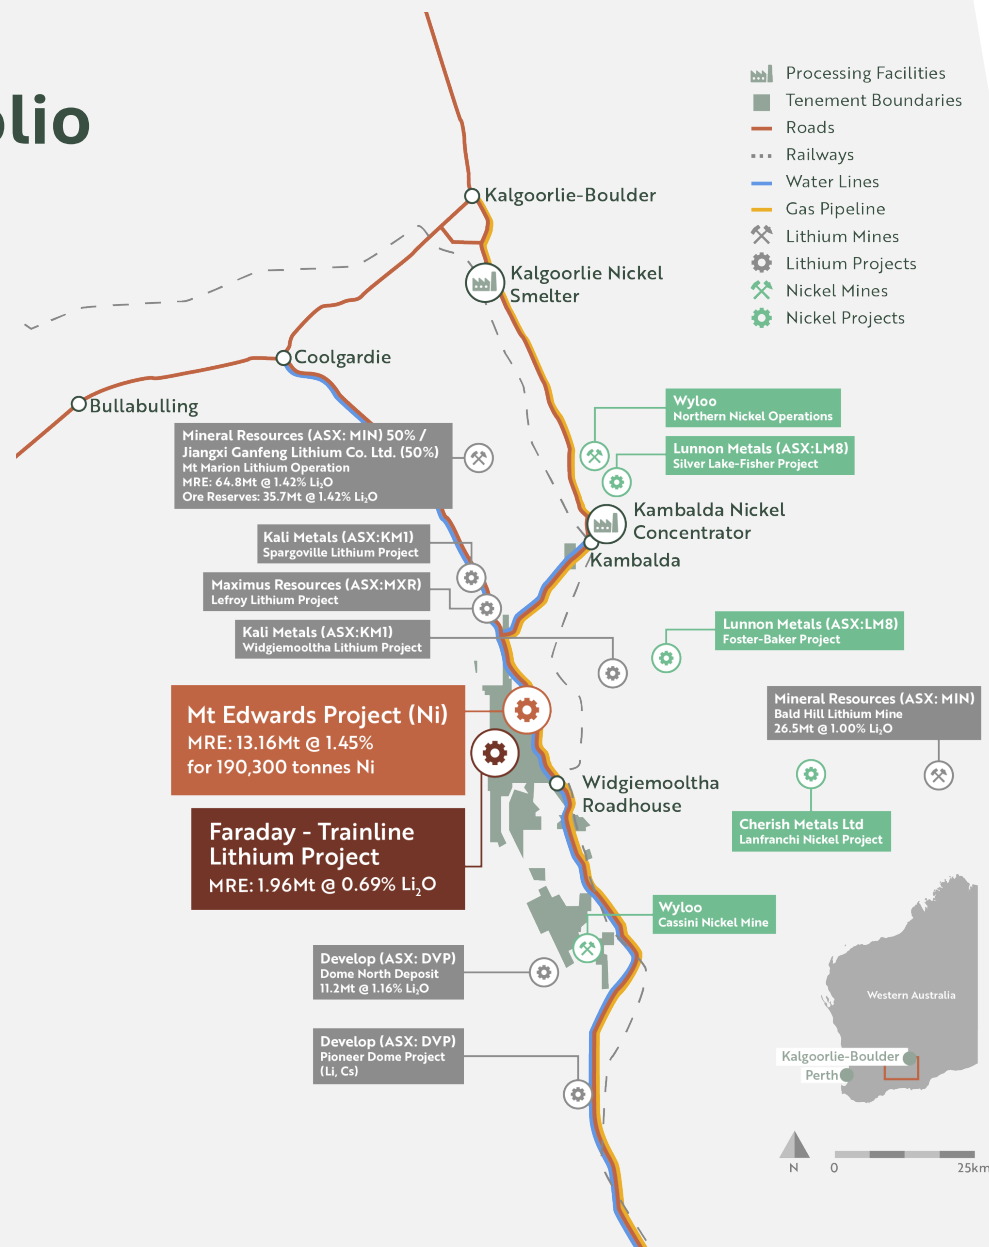 olio
Processing Facilities
Tenement Boundaries
Roads
Railways
Water Lines
Gas Pipeline
Lithium Mines
Lithium Projects
Nickel Mines
Nickel Projects
Kalgoorlie-Boulder
Kalgoorlie Nickel
Smelter
Coolgardie
Bullabulling
Wyloo
Northern Nickel Operations
Mineral Resources (ASX: MIN) 50% /
Jiangxi Ganfeng Lithium Co. Ltd. (50%)
Mt Marion Lithium Operation
MRE: 64.8Mt @ 1.42% Li₂O
Ore Reserves: 35.7Mt @ 1.42% Li₂O
Lunnon Metals (ASX:LM8)
Silver Lake-Fisher Project
Kambalda Nickel
Concentrator
Kambalda
Kali Metals (ASX:KM1)
Spargoville Lithium Project
Maximus Resources (ASX:MXR)
Lefroy Lithium Project
Kali Metals (ASX:KM1)
Widgiemooltha Lithium Project
Lunnon Metals (ASX:LM8)
Foster-Baker Project
Mt Edwards Project (Ni)
MRE: 13.16Mt @ 1.45%
for 190,300 tonnes Ni
Mineral Resources (ASX: MIN)
Bald Hill Lithium Mine
26.5Mt @ 1.00% Li₂O
Widgiemooltha
Roadhouse
Faraday - Trainline
Lithium Project
MRE: 1.96Mt @ 0.69% Li₂O
Cherish Metals Ltd
Lanfranchi Nickel Project
Wyloo
Cassini Nickel Mine
Develop (ASX: DVP)
Dome North Deposit
11.2Mt @ 1.16% Li₂O
Develop (ASX: DVP)
Pioneer Dome Project
(Li, Cs)
Western Australia
Kalgoorlie-Boulder
Perth
N
0
25km